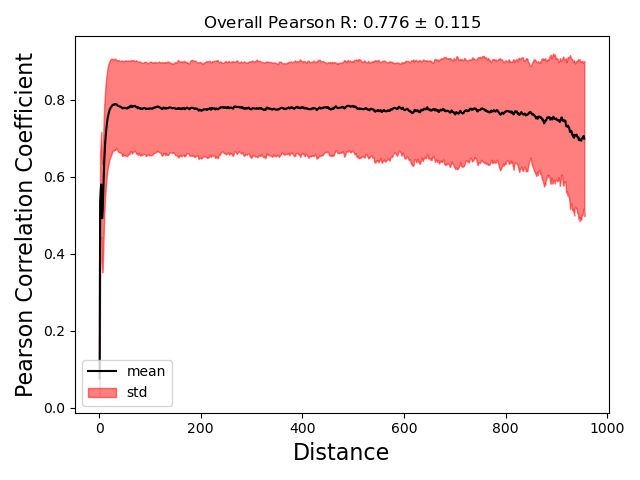 Overall Pearson R: 0.776 ± 0.115
Pearson Correlation Coefficient
0.8
0.6
0.4
0.2
0.0
mean
std
0 200 400 600 800 1000
Distance